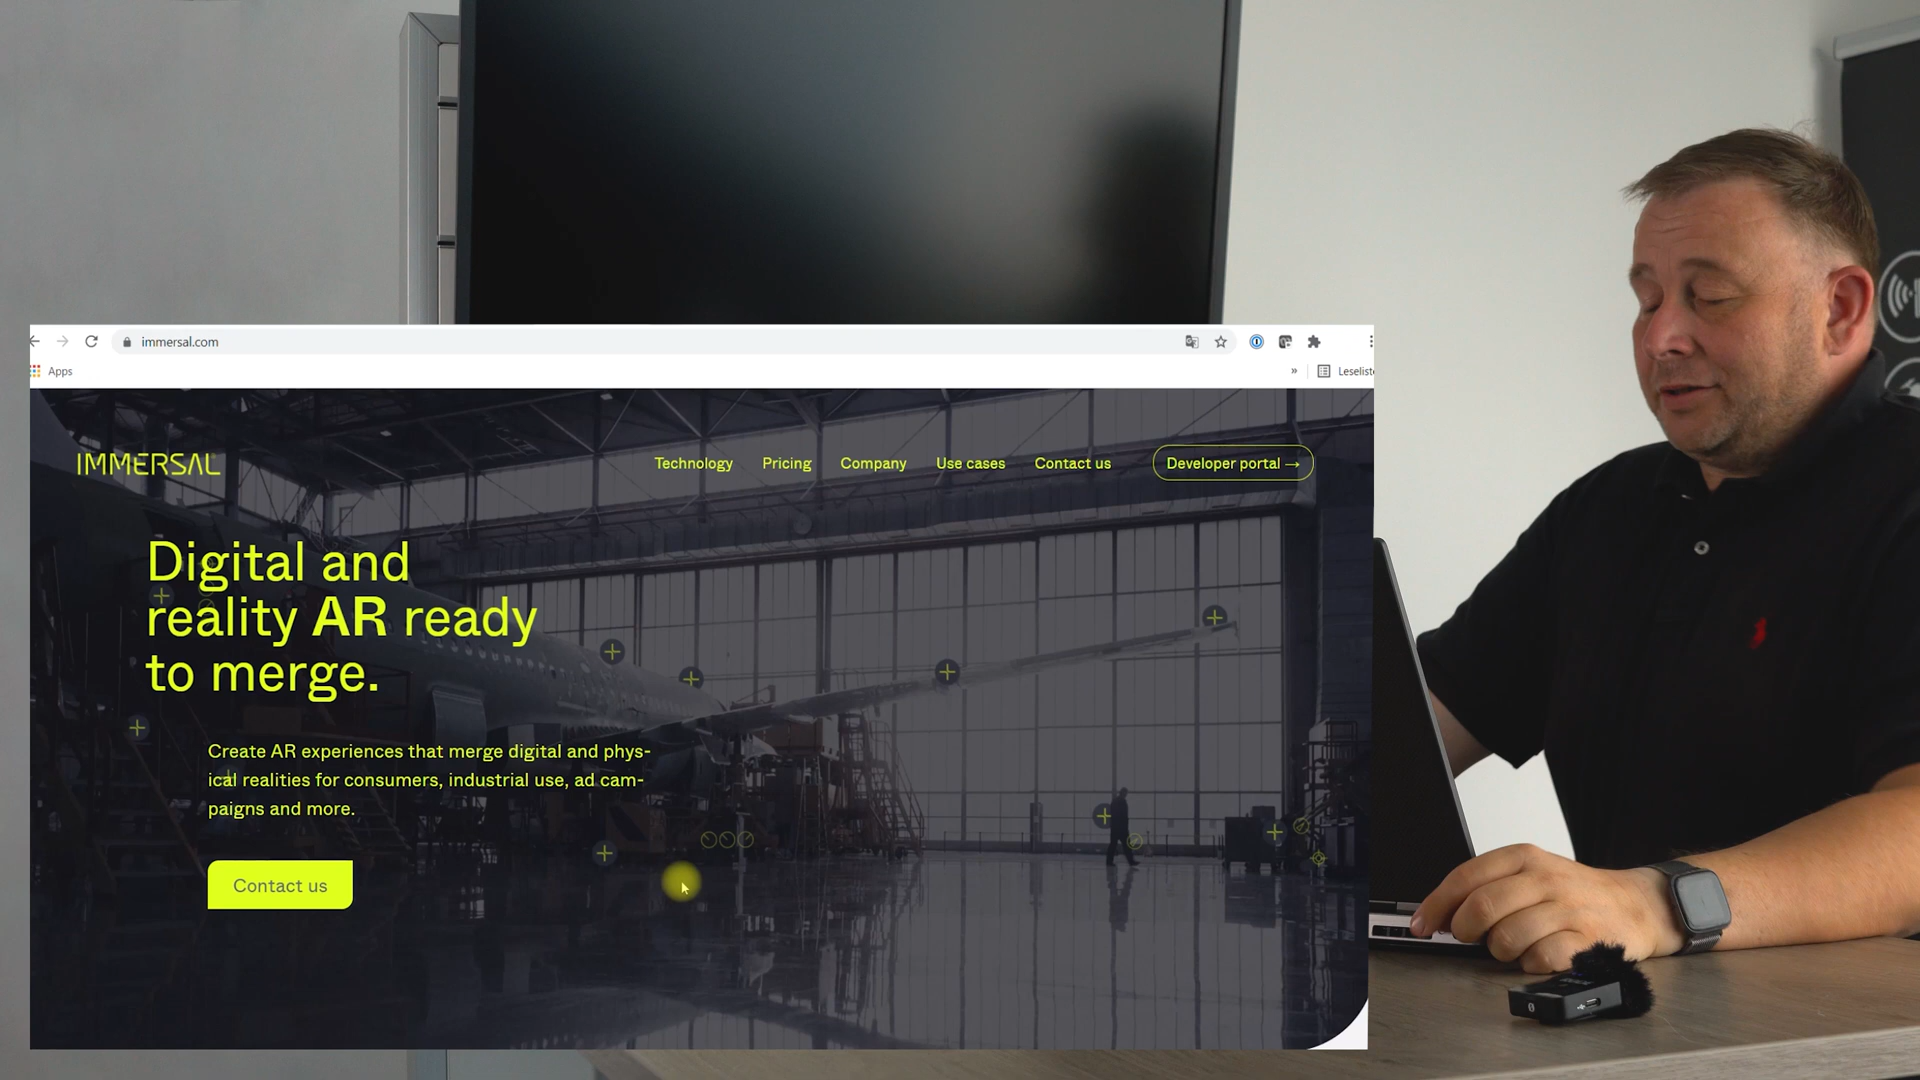 immersal.com
Apps
»
Leseliste
IMMERSAL
Technology
Pricing
Company
Use cases
Contact us
Developer portal →
Digital and
reality AR ready
to merge.
Create AR experiences that merge digital and phys-
ical realities for consumers, industrial use, ad cam-
paigns and more.
Contact us